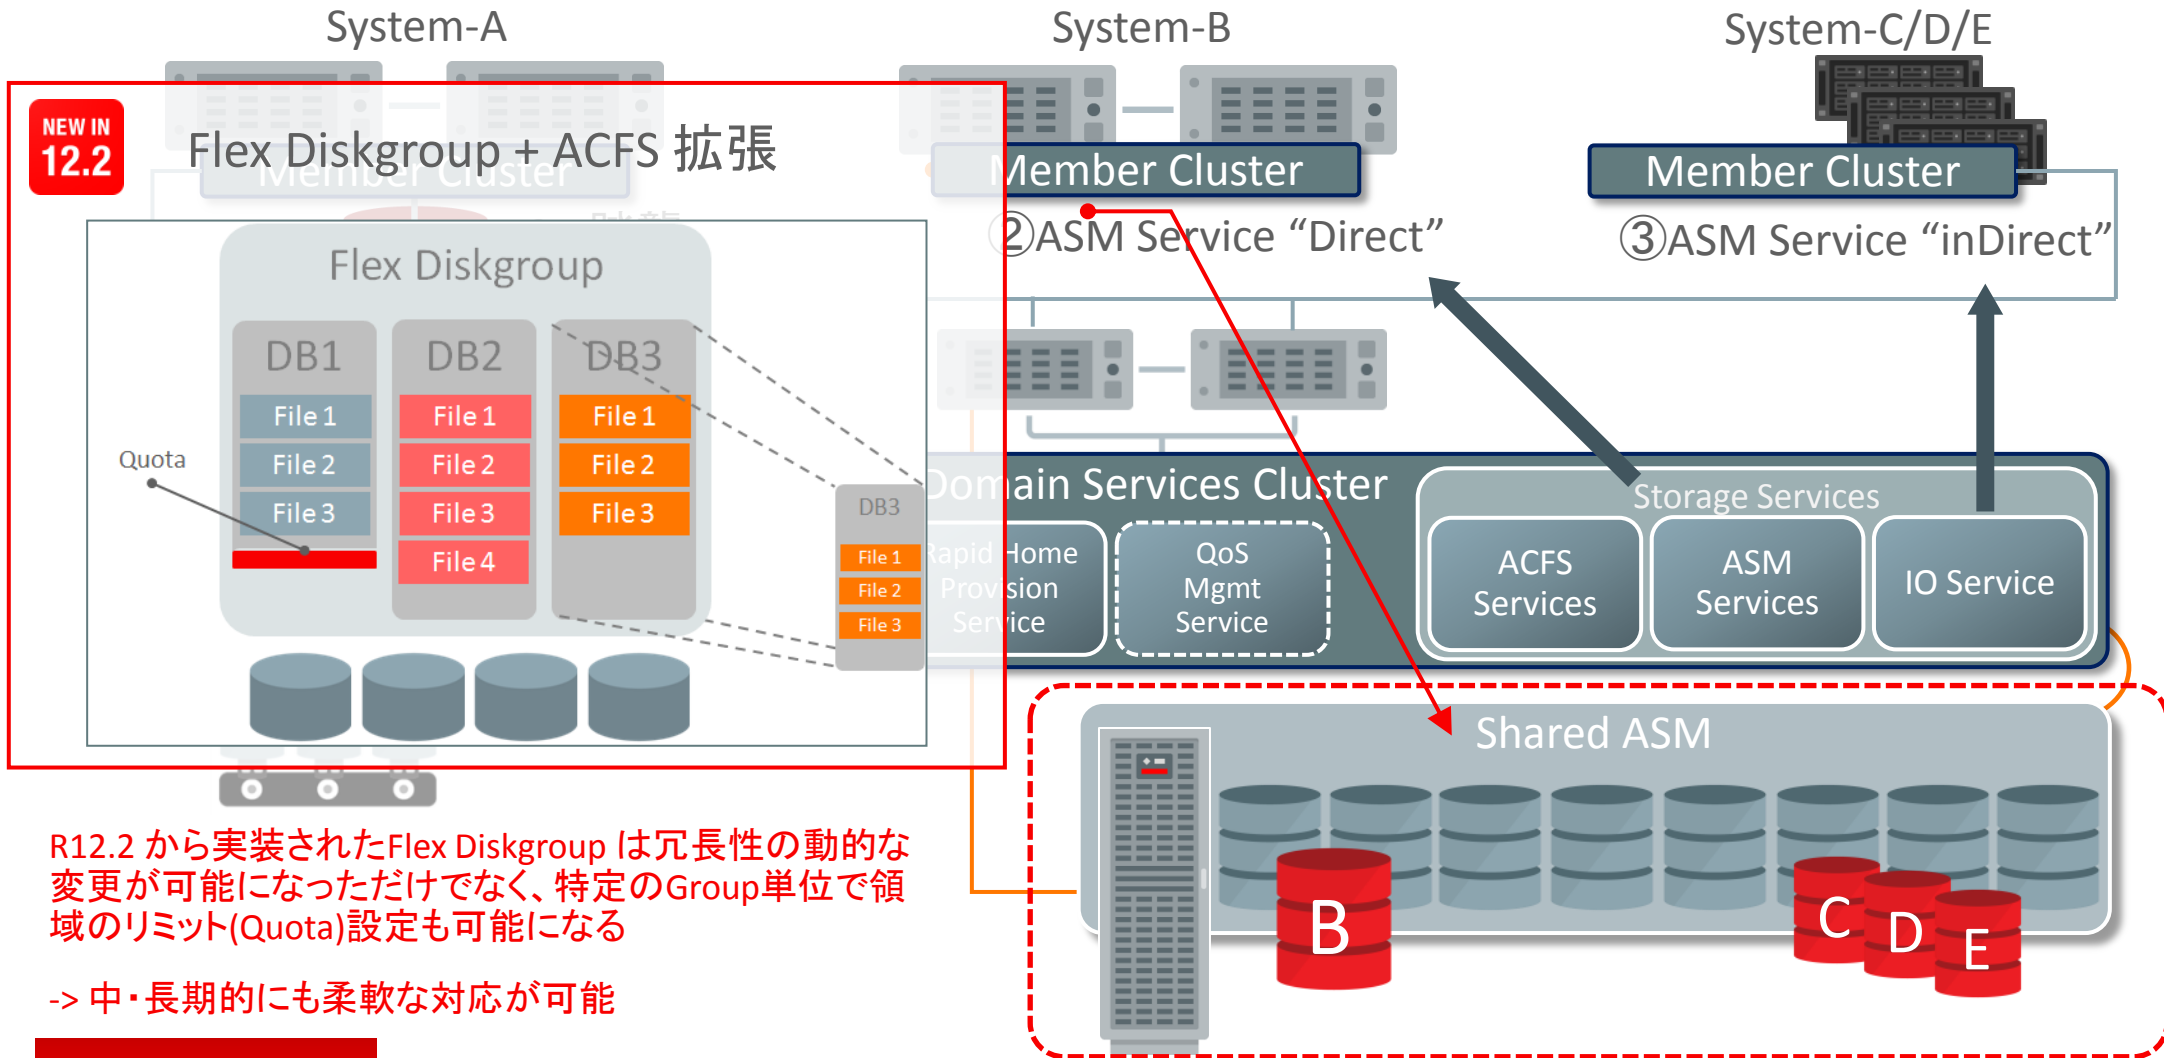 System-A
System-B
System-C/D/E
NEW IN
12.2
Flex Diskgroup + ACFS 拡張
Member Cluster
Member Cluster
Member Cluster
②ASM Service “Direct”
③ASM Service “inDirect”
Flex Diskgroup
DB1
DB2
DB3
File 1
File 2
File 3
File 1
File 2
File 3
File 4
File 1
File 2
File 3
Quota
DB3
File 1
File 2
File 3
Domain Services Cluster
Rapid Home
Provision
Service
QoS
Mgmt
Service
Storage Services
ACFS
Services
ASM
Services
IO Service
Shared ASM
B
C
D
E
R12.2 から実装されたFlex Diskgroup は冗長性の動的な
変更が可能になっただけでなく、特定のGroup単位で領
域のリミット(Quota)設定も可能になる
-> 中・長期的にも柔軟な対応が可能